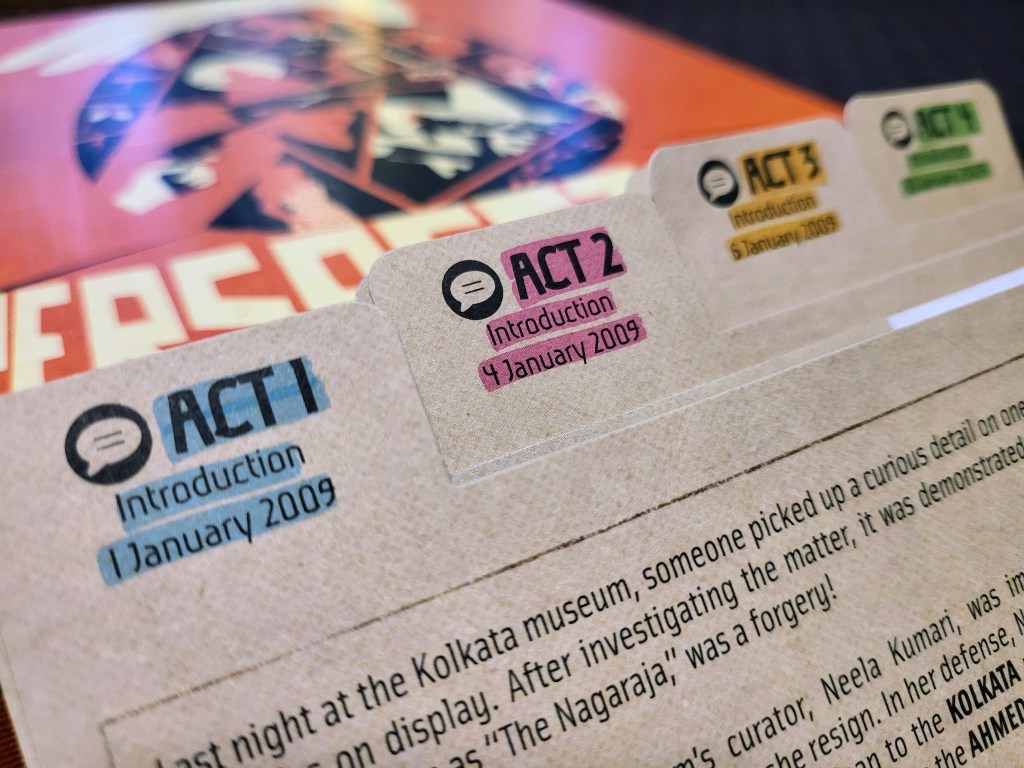 ACT 1
Introduction
1 January 2009
ACT 2
Introduction
4 January 2009
ACT 3
Introduction
6 January 2009
ACT 4
Last night at the Kolkata museum, someone picked up a curious detail on one
on display. After investigating the matter, it was demonstrated
as “The Nagaraja,” was a forgery!
curator, Neela Kumari, was
she resign. In her defense,
to the KOLKATA
the